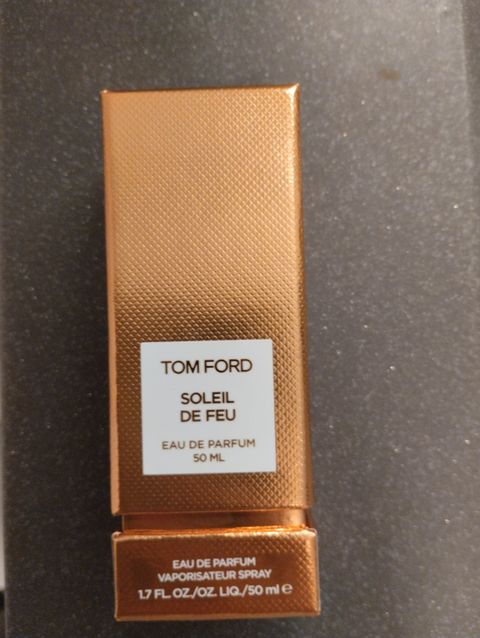 TOM FORD
SOLEIL
DE FEU
EAU DE PARFUM
50 ML
EAU DE PARFUM
VAPORISATEUR SPRAY
1.7 FL. OZ./OZ. LIQ./50 ml ℮